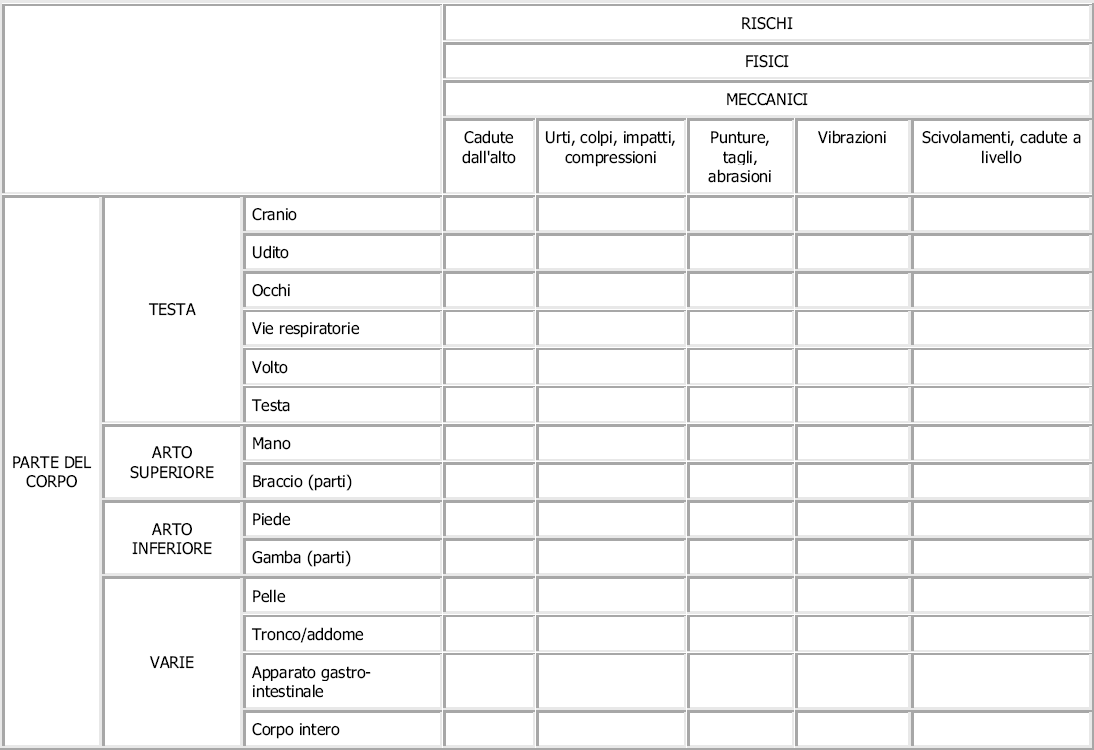 RISCHI
FISICI
MECCANICI
Cadute
dall'alto
Urti, colpi, impatti,
compressioni
Punture,
tagli,
abrasioni
Vibrazioni
Scivolamenti, cadute a
livello
PARTE DEL
CORPO
TESTA
Cranio
Udito
Occhi
Vie respiratorie
Volto
Testa
ARTO
SUPERIORE
Mano
Braccio (parti)
ARTO
INFERIORE
Piede
Gamba (parti)
VARIE
Pelle
Tronco/addome
Apparato gastro-
intestinale
Corpo intero